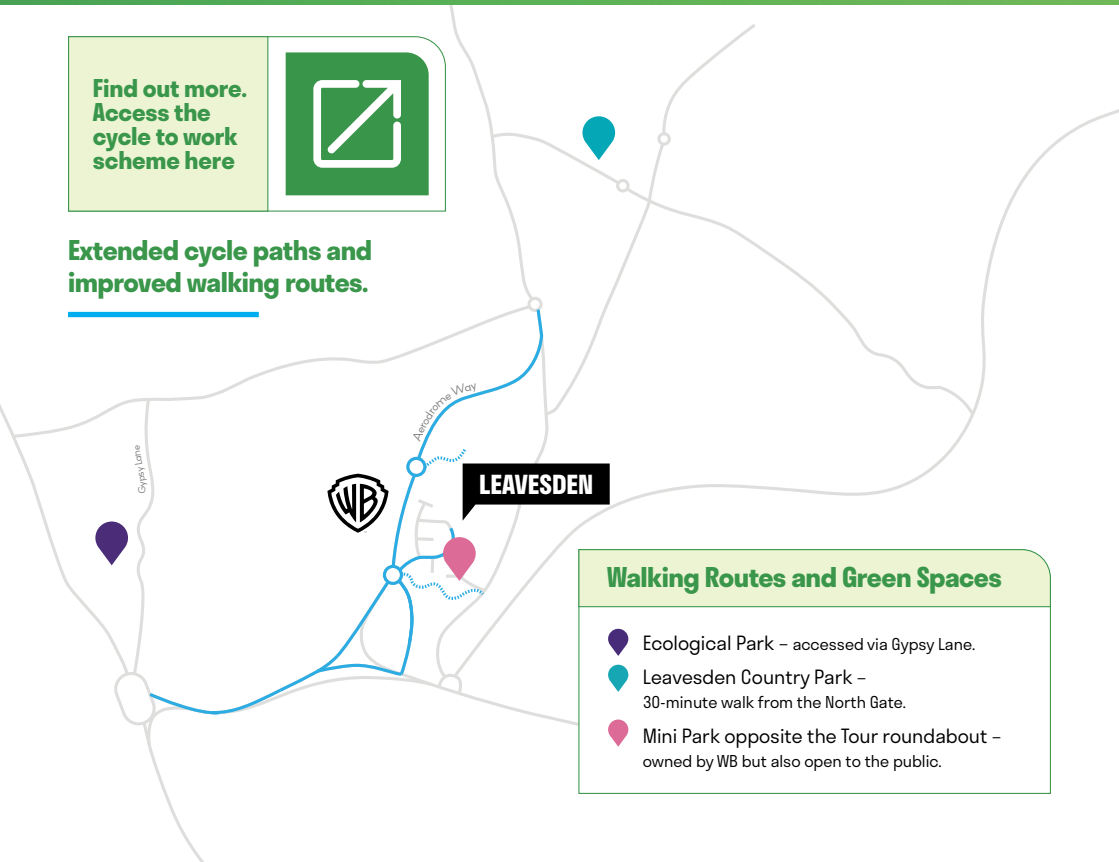 Find out more.
Access the
cycle to work
scheme here
Extended cycle paths and
improved walking routes.
Aerodrome Way
Gypsy Lane
WB
LEAVESDEN
Walking Routes and Green Spaces
Ecological Park – accessed via Gypsy Lane.
Leavesden Country Park –
30-minute walk from the North Gate.
Mini Park opposite the Tour roundabout –
owned by WB but also open to the public.